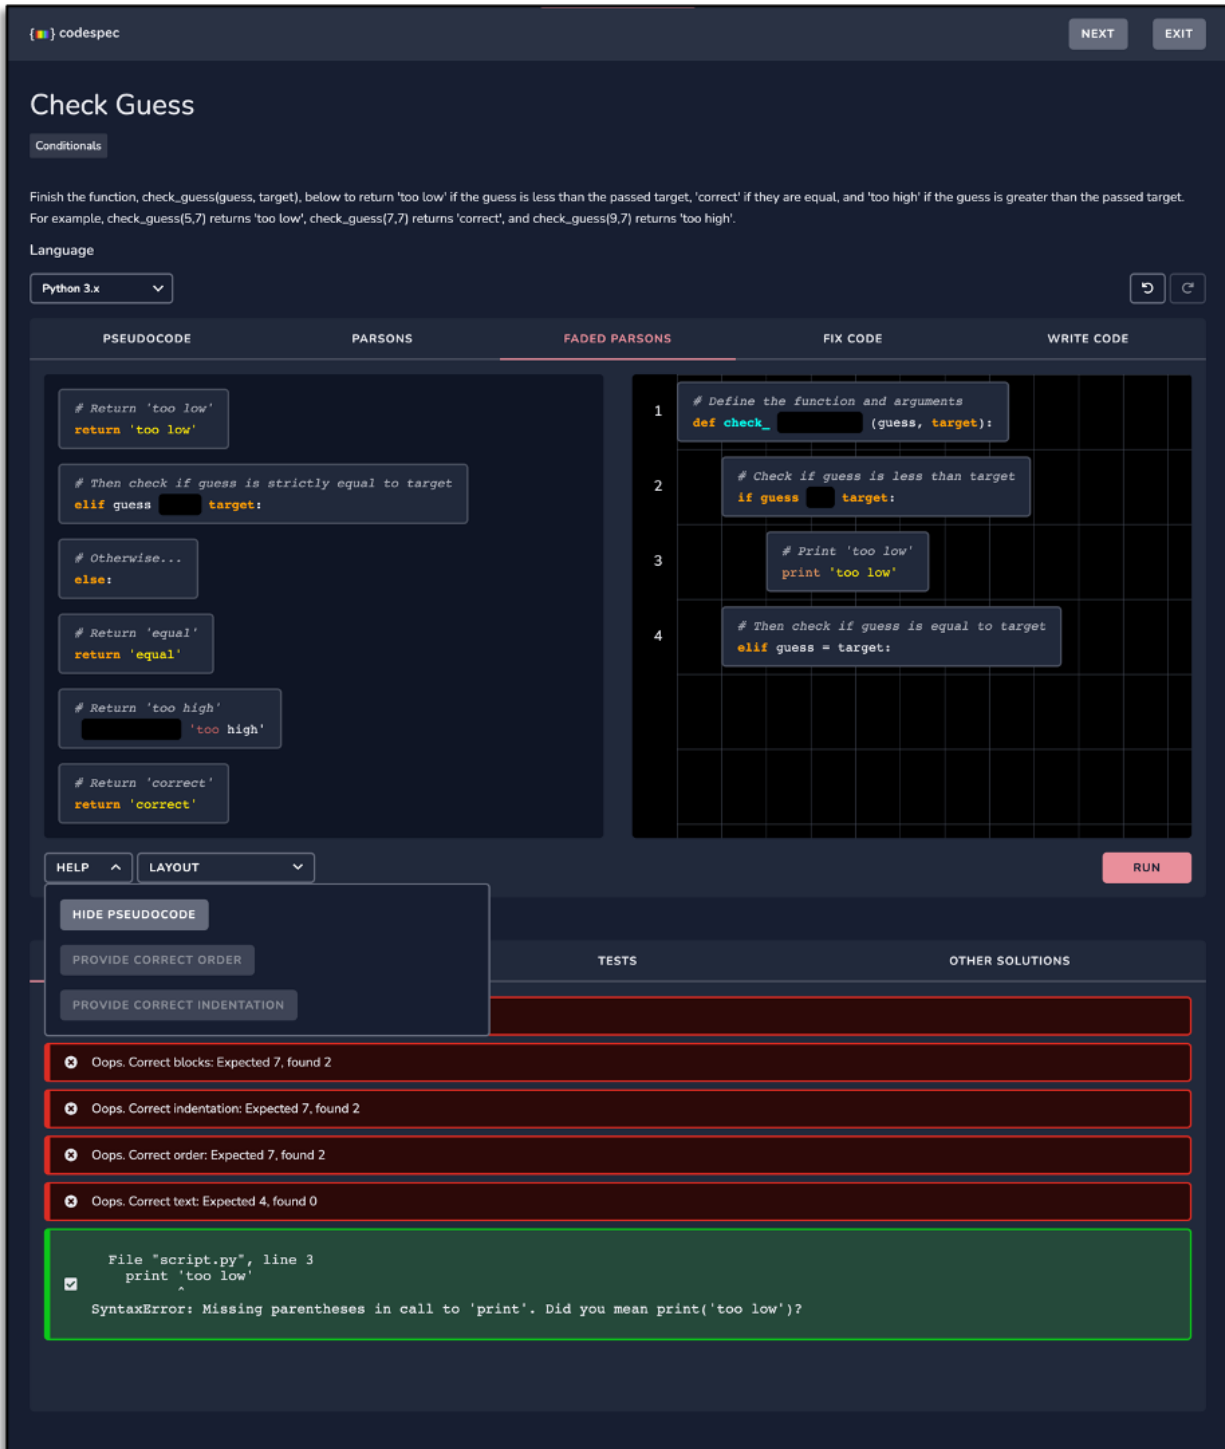 { } codespec
NEXT
EXIT
Check Guess
Conditionals
Finish the function, check_guess(guess, target), below to return 'too low' if the guess is less than the passed target, 'correct' if they are equal, and 'too high' if the guess is greater than the passed target.
For example, check_guess(5,7) returns 'too low', check_guess(7,7) returns 'correct', and check_guess(9,7) returns 'too high'.
Language
Python 3.x
PSEUDOCODE
PARSONS
FADED PARSONS
FIX CODE
WRITE CODE
# Return 'too low'
return 'too low'
# Then check if guess is strictly equal to target
elif guess target:
# Otherwise...
else:
# Return 'equal'
return 'equal'
# Return 'too high'
'too high'
# Return 'correct'
return 'correct'
1
# Define the function and arguments
def check_ (guess, target):
2
# Check if guess is less than target
if guess target:
3
# Print 'too low'
print 'too low'
4
# Then check if guess is equal to target
elif guess = target:
HELP
LAYOUT
RUN
HIDE PSEUDOCODE
PROVIDE CORRECT ORDER
PROVIDE CORRECT INDENTATION
TESTS
OTHER SOLUTIONS
Oops. Correct blocks: Expected 7, found 2
Oops. Correct indentation: Expected 7, found 2
Oops. Correct order: Expected 7, found 2
Oops. Correct text: Expected 4, found 0
File "script.py", line 3
print 'too low'
^
SyntaxError: Missing parentheses in call to 'print'. Did you mean print('too low')?